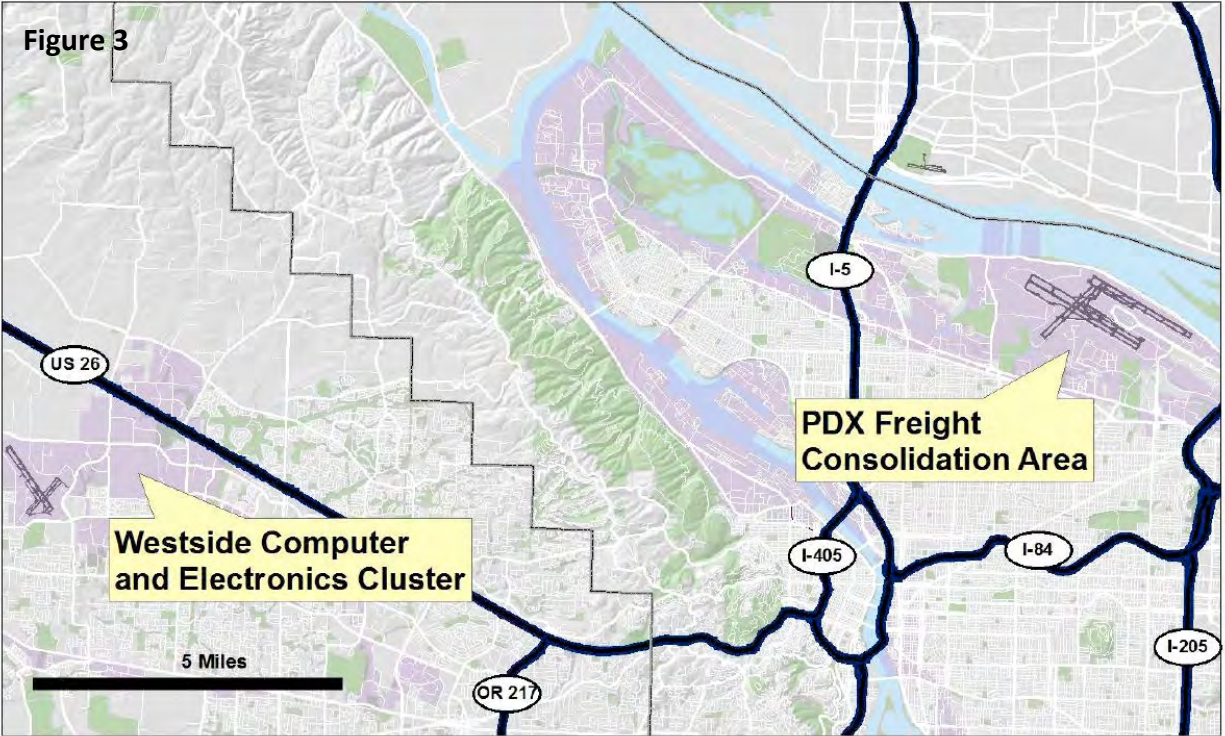 Figure 3
I-5
US 26
PDX Freight
Consolidation Area
Westside Computer
and Electronics Cluster
I-405
I-84
5 Miles
I-205
OR 217